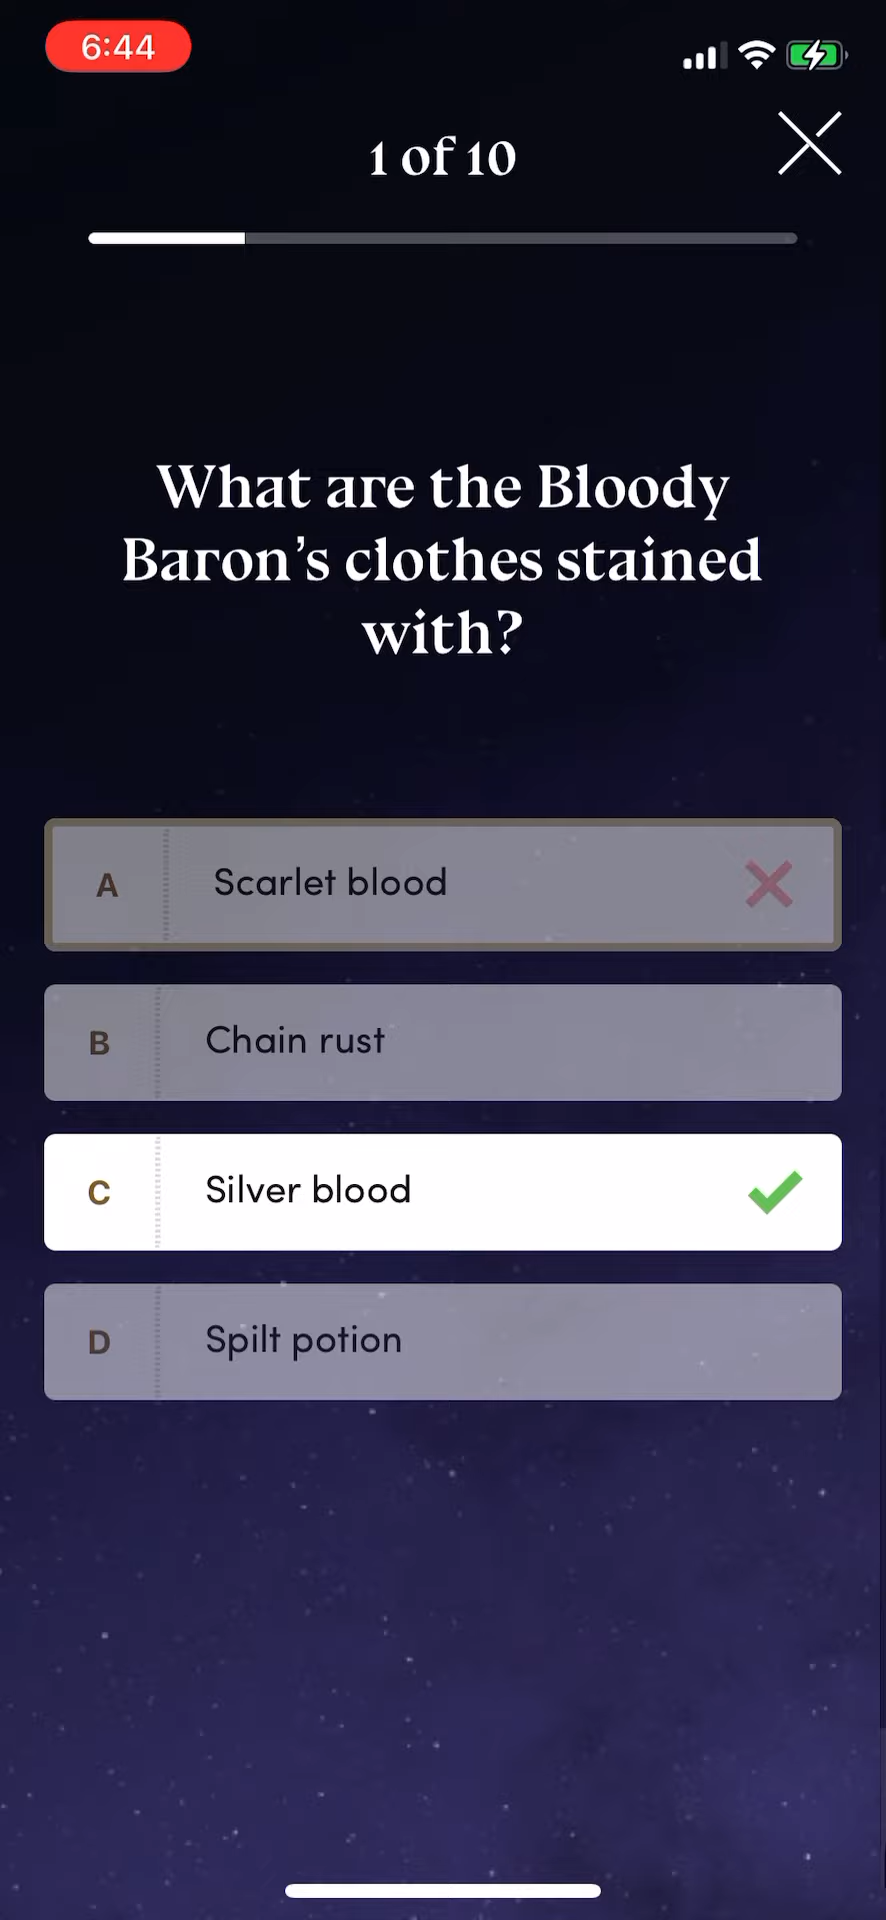 6:44
1 of 10
What are the Bloody
Baron’s clothes stained
with?
A Scarlet blood
B Chain rust
C Silver blood
D Spilt potion